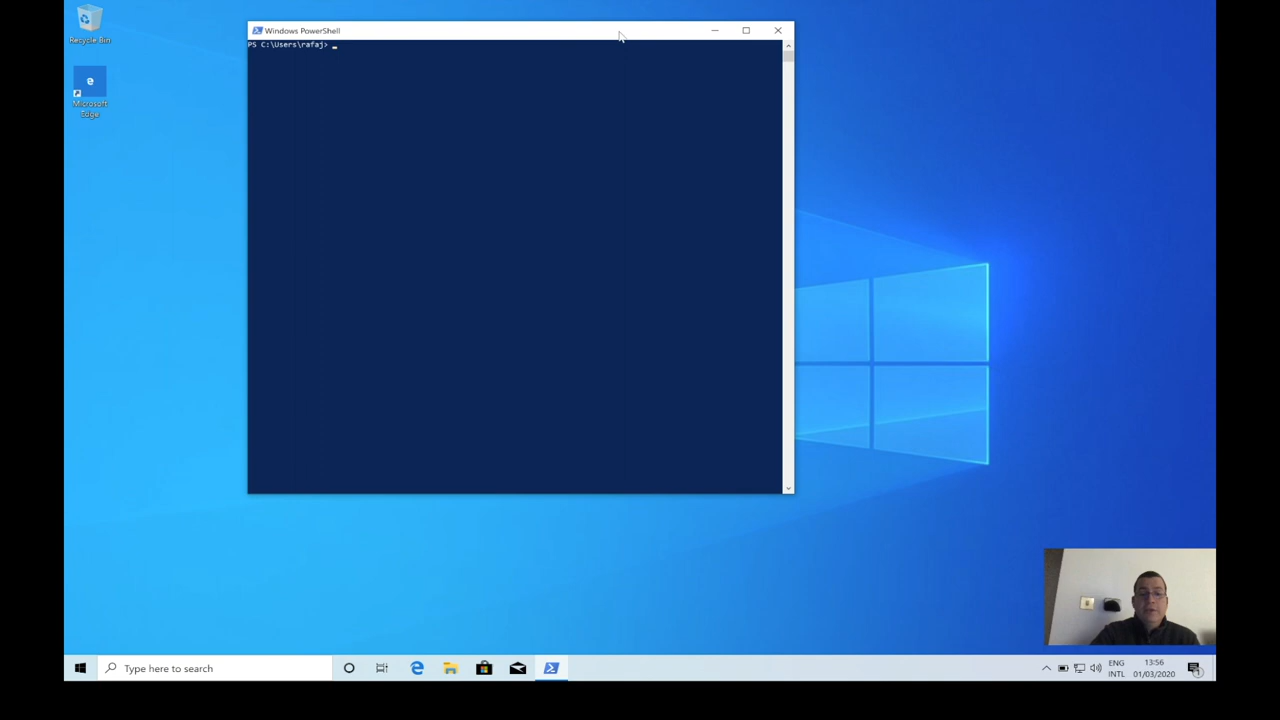 Recycle Bin
Microsoft
Edge
Windows PowerShell
PS C:\Users\rafaj>
Type here to search
ENG
INTL
13:56
01/03/2020
1